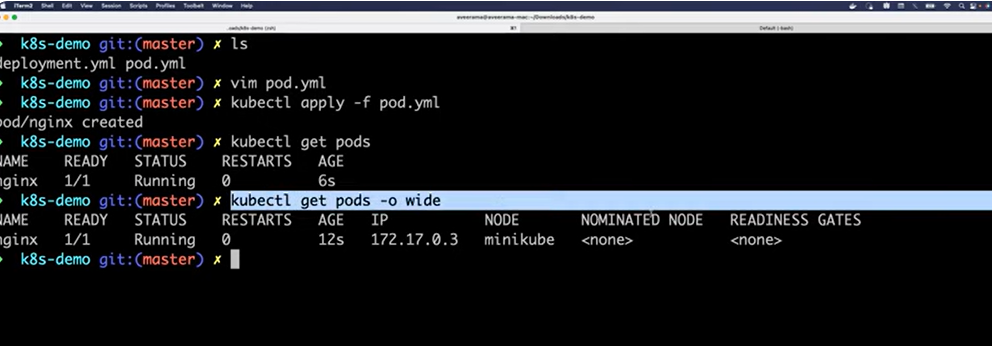 iTerm2 Shell Edit View Session Scripts Profiles Toolbelt Window Help
aveerama@aveerama-mac:~/Downloads/k8s-demo
..oads/k8s-demo (zsh) Default (-bash)
k8s-demo git:(master) ✗ ls
deployment.yml pod.yml
k8s-demo git:(master) ✗ vim pod.yml
k8s-demo git:(master) ✗ kubectl apply -f pod.yml
pod/nginx created
k8s-demo git:(master) ✗ kubectl get pods
NAME READY STATUS RESTARTS AGE
nginx 1/1 Running 0 6s
k8s-demo git:(master) ✗ kubectl get pods -o wide
NAME READY STATUS RESTARTS AGE IP NODE NOMINATED NODE READINESS GATES
nginx 1/1 Running 0 12s 172.17.0.3 minikube <none> <none>
k8s-demo git:(master) ✗